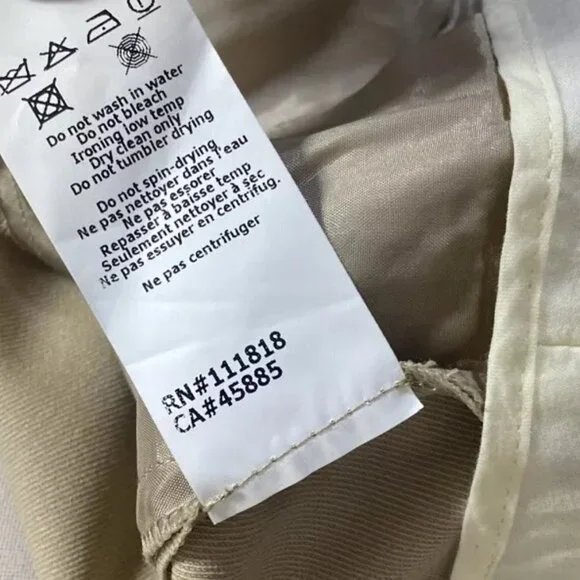 Do not wash in water
Do not bleach
Ironing low temp
Dry clean only
Do not tumbler drying
Do not spin-drying
Ne pas nettoyer dans l'eau
Ne pas essorer
Repasser à baisse temp
Seulement nettoyer à sec
Ne pas essuyer en centrifug.
Ne pas centrifuger
RN#111818
CA#45885